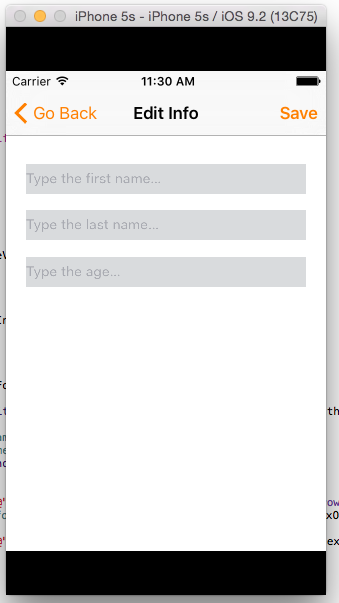 iPhone 5s - iPhone 5s / iOS 9.2 (13C75)
Carrier 11:30 AM
Go Back Edit Info Save
Type the first name...
Type the last name...
Type the age...